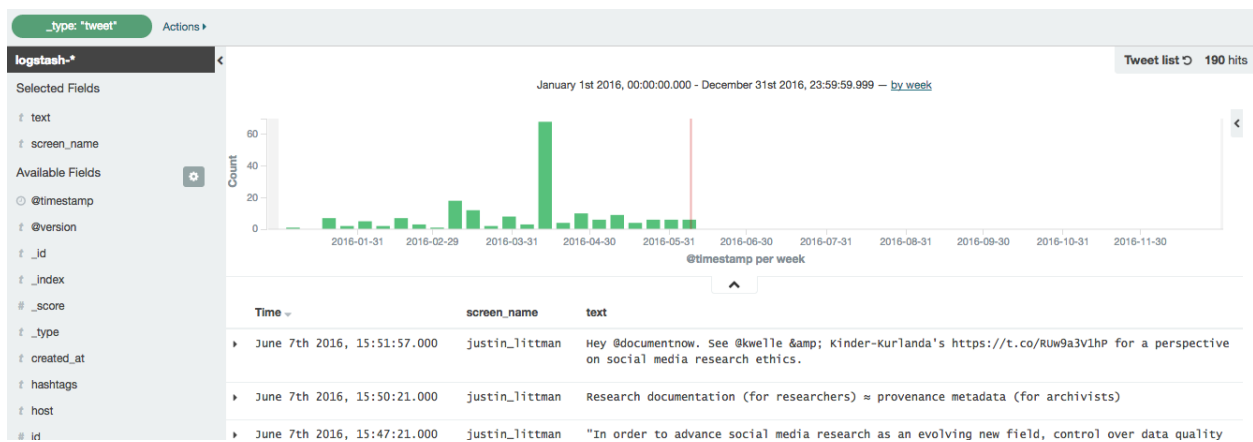 _type: "tweet"
Actions
logstash-*
Tweet list 190 hits
Selected Fields
January 1st 2016, 00:00:00.000 - December 31st 2016, 23:59:59.999 — by week
t text
t screen_name
Available Fields
@timestamp
t @version
t _id
t _index
# _score
t _type
t created_at
t hashtags
t host
# id
Count
60
40
20
0
2016-01-31 2016-02-29 2016-03-31 2016-04-30 2016-05-31 2016-06-30 2016-07-31 2016-08-31 2016-09-30 2016-10-31 2016-11-30
@timestamp per week
Time screen_name text
June 7th 2016, 15:51:57.000 justin_littman Hey @documentnow. See @kwelle &amp; Kinder-Kurlanda's https://t.co/RUw9a3V1hP for a perspective
on social media research ethics.
June 7th 2016, 15:50:21.000 justin_littman Research documentation (for researchers) ≈ provenance metadata (for archivists)
June 7th 2016, 15:47:21.000 justin_littman "In order to advance social media research as an evolving new field, control over data quality